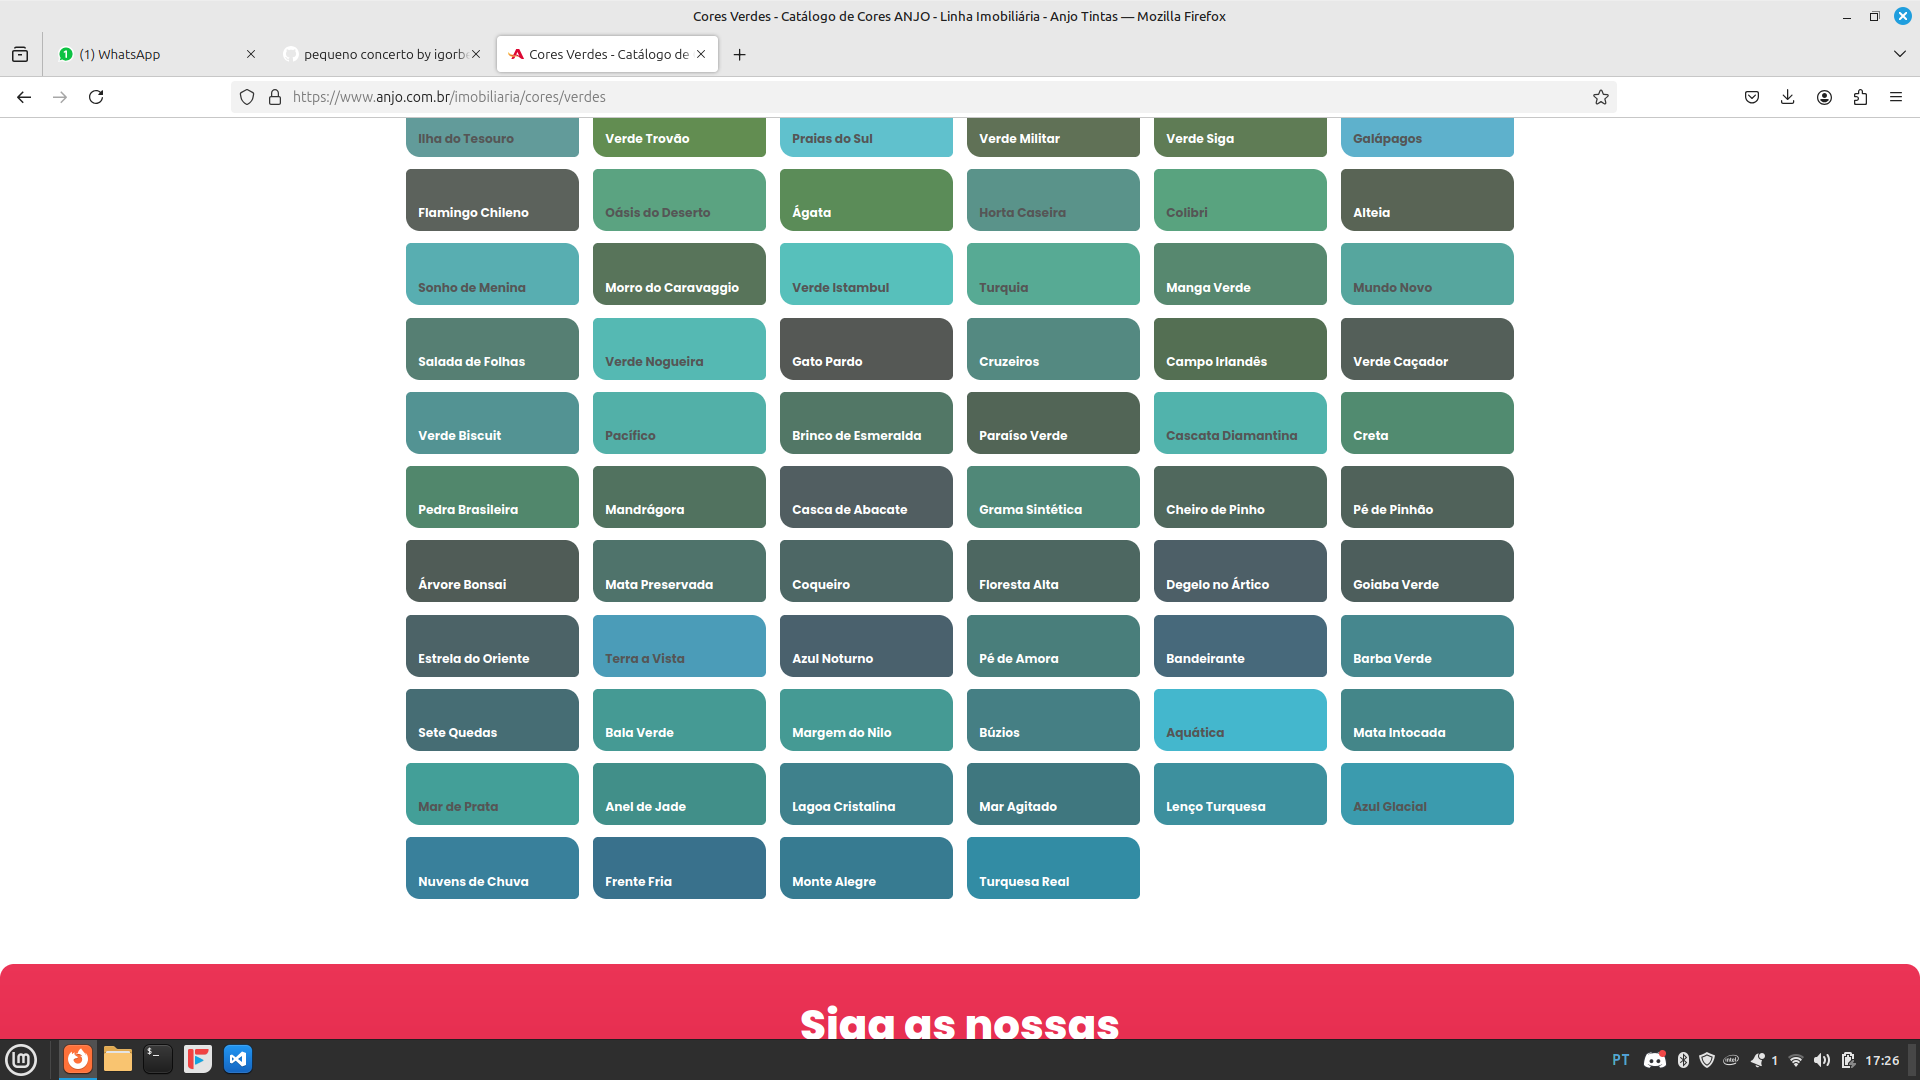 Cores Verdes - Catálogo de Cores ANJO - Linha Imobiliária - Anjo Tintas — Mozilla Firefox
(1) WhatsApp
pequeno concerto by igorb
Cores Verdes - Catálogo de
https://www.anjo.com.br/imobiliaria/cores/verdes
Ilha do Tesouro Verde Trovão Praias do Sul Verde Militar Verde Siga Galápagos
Flamingo Chileno Oásis do Deserto Ágata Horta Caseira Colibri Alteia
Sonho de Menina Morro do Caravaggio Verde Istambul Turquia Manga Verde Mundo Novo
Salada de Folhas Verde Nogueira Gato Pardo Cruzeiros Campo Irlandês Verde Caçador
Verde Biscuit Pacífico Brinco de Esmeralda Paraíso Verde Cascata Diamantina Creta
Pedra Brasileira Mandrágora Casca de Abacate Grama Sintética Cheiro de Pinho Pé de Pinhão
Árvore Bonsai Mata Preservada Coqueiro Floresta Alta Degelo no Ártico Goiaba Verde
Estrela do Oriente Terra a Vista Azul Noturno Pé de Amora Bandeirante Barba Verde
Sete Quedas Bala Verde Margem do Nilo Búzios Aquática Mata Intocada
Mar de Prata Anel de Jade Lagoa Cristalina Mar Agitado Lenço Turquesa Azul Glacial
Nuvens de Chuva Frente Fria Monte Alegre Turquesa Real
Siga as nossas
PT 1 17:26